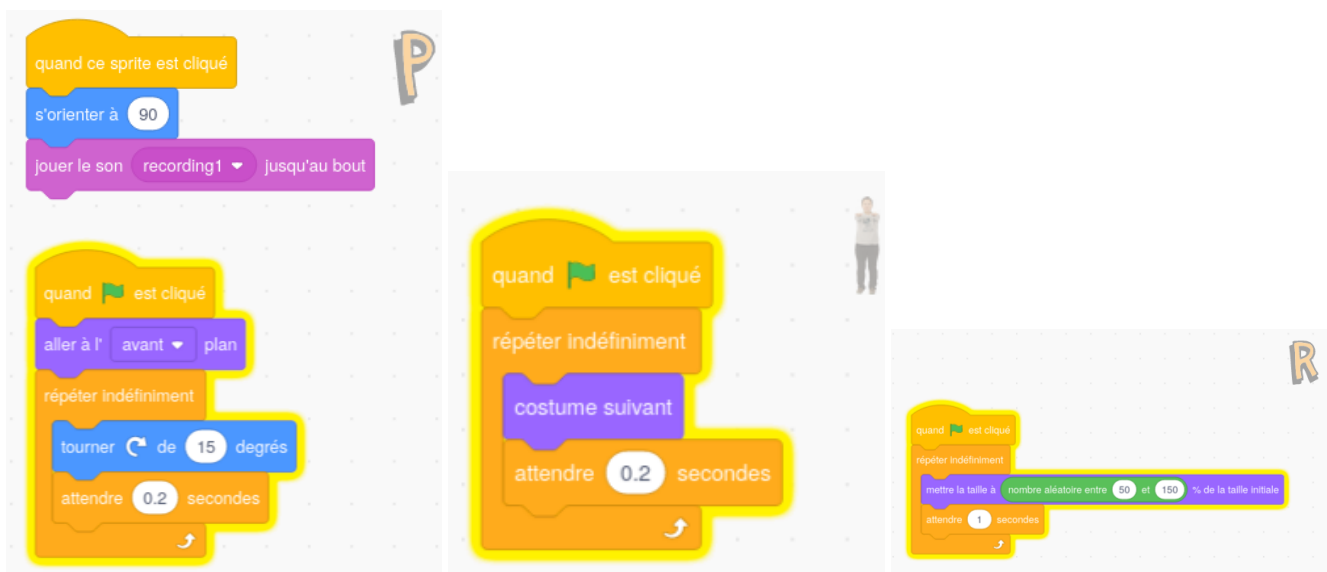 quand ce sprite est cliqué
s'orienter à 90
jouer le son recording1 jusqu'au bout
P
quand est cliqué
aller à l' avant plan
répéter indéfiniment
tourner de 15 degrés
attendre 0.2 secondes
quand est cliqué
répéter indéfiniment
costume suivant
attendre 0.2 secondes
R
quand est cliqué
répéter indéfiniment
mettre la taille à nombre aléatoire entre 50 et 150 % de la taille initiale
attendre 1 secondes